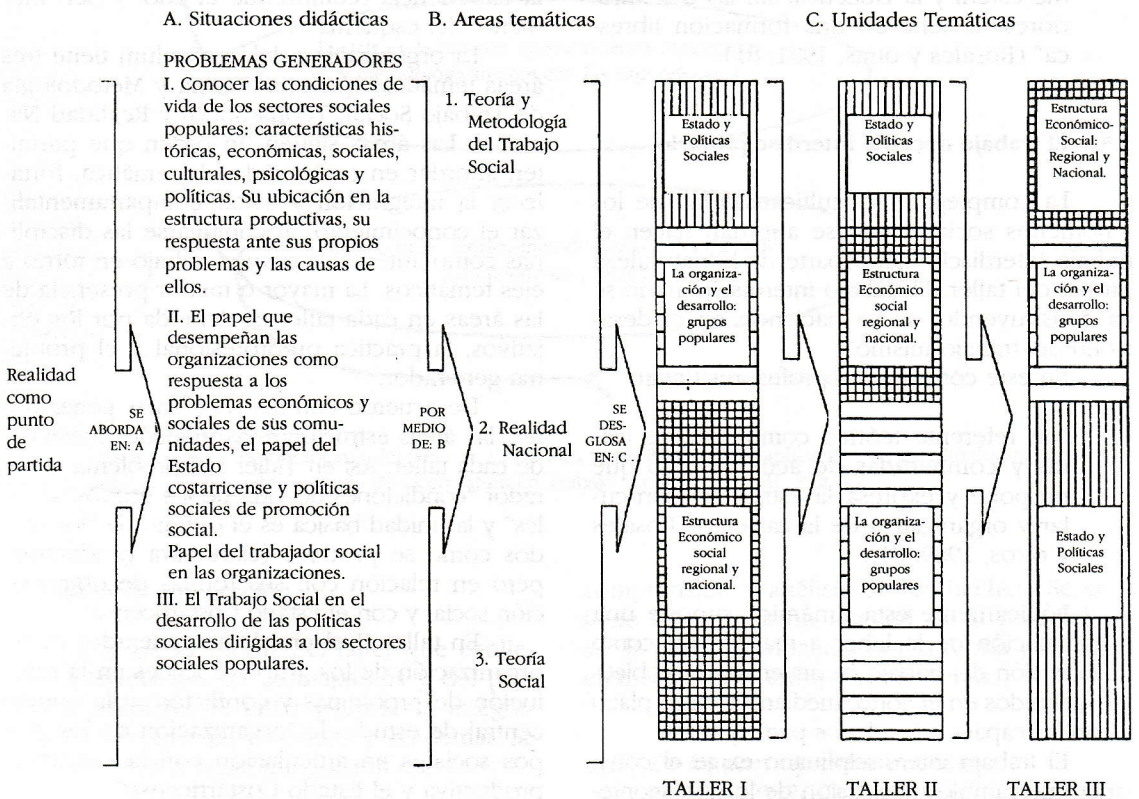 A. Situaciones didácticas
B. Areas temáticas
C. Unidades Temáticas
Realidad
como
punto
de
partida
SE
ABORDA
EN: A
PROBLEMAS GENERADORES
I. Conocer las condiciones de
vida de los sectores sociales
populares: características his-
tóricas, económicas, sociales,
culturales, psicológicas y
políticas. Su ubicación en la
estructura productivas, su
respuesta ante sus propios
problemas y las causas de
ellos.
II. El papel que
desempeñan las
organizaciones como
respuesta a los
problemas económicos y
sociales de sus comu-
nidades, el papel del
Estado
costarricense y políticas
sociales de promoción
social.
Papel del trabajador social
en las organizaciones.
III. El Trabajo Social en el
desarrollo de las políticas
sociales dirigidas a sectores
sociales populares.
POR
MEDIO
DE: B
1. Teoría y
Metodología
del Trabajo
Social
2. Realidad
Nacional
3. Teoría
Social
SE
DES-
GLOSA
EN: C
Estado y
Políticas
Sociales
La organiza-
ción y el
desarrollo:
grupos
populares
Estructura
Económico
social
regional y
nacional.
TALLER I
Estado y
Políticas
Sociales
Estructura
Económico
social
regional y
nacional.
La organiza-
ción y el
desarrollo:
grupos
populares
TALLER II
Estructura
Económico-
Social:
Regional y
Nacional.
La organiza-
ción y el
desarrollo:
grupos
populares
Estado y
Políticas
Sociales
TALLER III